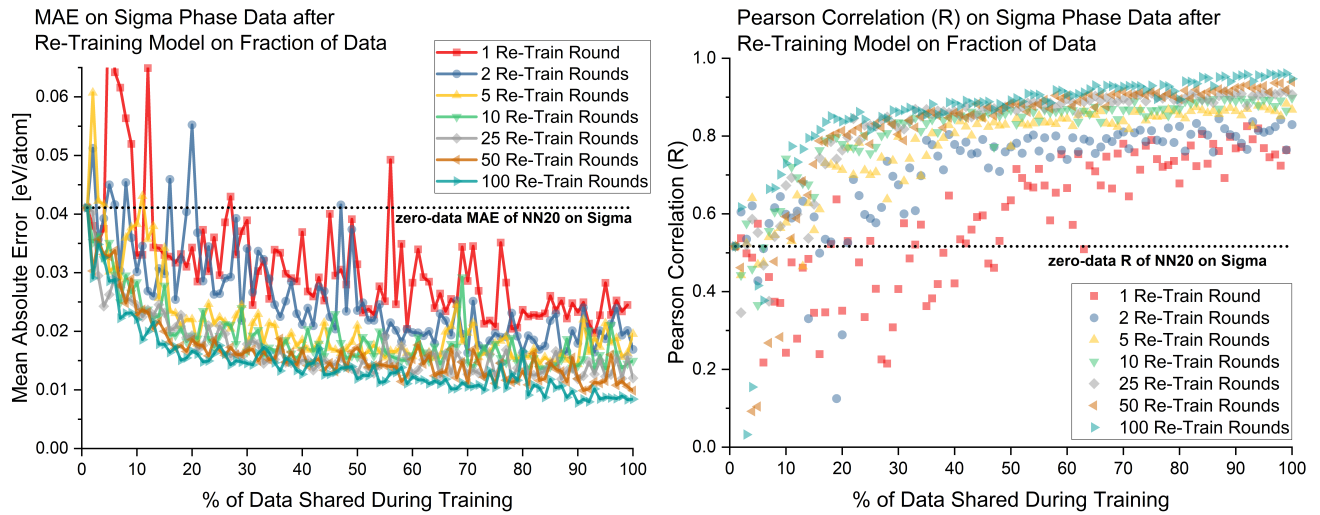 MAE on Sigma Phase Data after
Re-Training Model on Fraction of Data
1 Re-Train Round
2 Re-Train Rounds
5 Re-Train Rounds
10 Re-Train Rounds
25 Re-Train Rounds
50 Re-Train Rounds
100 Re-Train Rounds
zero-data MAE of NN20 on Sigma
Mean Absolute Error [eV/atom]
0.06
0.05
0.04
0.03
0.02
0.01
0.00
0 10 20 30 40 50 60 70 80 90 100
% of Data Shared During Training
Pearson Correlation (R) on Sigma Phase Data after
Re-Training Model on Fraction of Data
Pearson Correlation (R)
1.0
0.8
0.6
0.4
0.2
0.0
zero-data R of NN20 on Sigma
1 Re-Train Round
2 Re-Train Rounds
5 Re-Train Rounds
10 Re-Train Rounds
25 Re-Train Rounds
50 Re-Train Rounds
100 Re-Train Rounds
0 10 20 30 40 50 60 70 80 90 100
% of Data Shared During Training